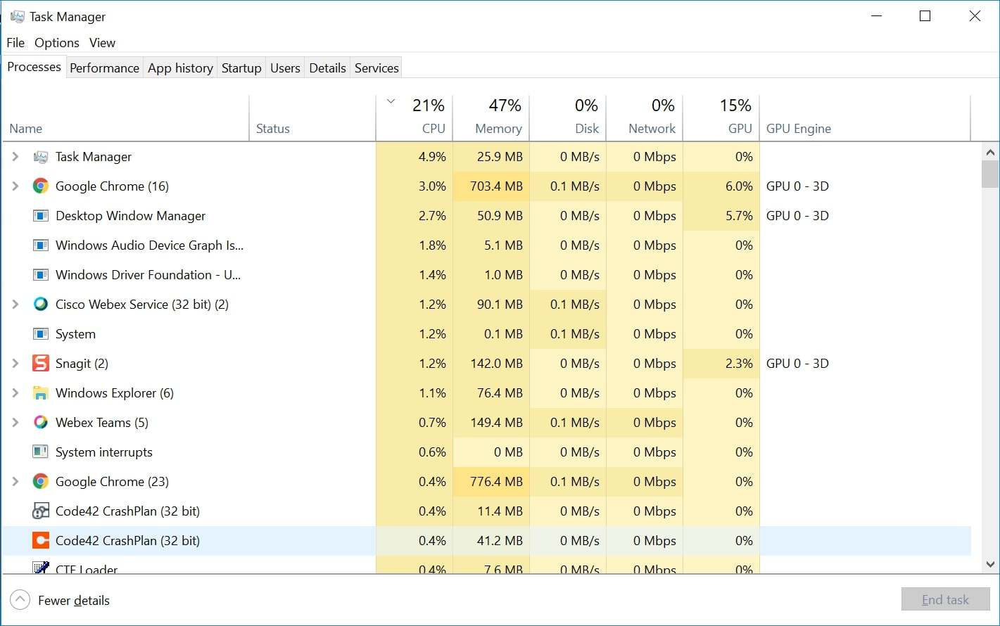 Task Manager
File Options View
Processes Performance App history Startup Users Details Services
21% 47% 0% 0% 15%
Name Status CPU Memory Disk Network GPU GPU Engine
Task Manager 4.9% 25.9 MB 0 MB/s 0 Mbps 0%
Google Chrome (16) 3.0% 703.4 MB 0.1 MB/s 0 Mbps 6.0% GPU 0 - 3D
Desktop Window Manager 2.7% 50.9 MB 0 MB/s 0 Mbps 5.7% GPU 0 - 3D
Windows Audio Device Graph Is... 1.8% 5.1 MB 0 MB/s 0 Mbps 0%
Windows Driver Foundation - U... 1.4% 1.0 MB 0 MB/s 0 Mbps 0%
Cisco Webex Service (32 bit) (2) 1.2% 90.1 MB 0.1 MB/s 0 Mbps 0%
System 1.2% 0.1 MB 0.1 MB/s 0 Mbps 0%
Snagit (2) 1.2% 142.0 MB 0 MB/s 0 Mbps 2.3% GPU 0 - 3D
Windows Explorer (6) 1.1% 76.4 MB 0 MB/s 0 Mbps 0%
Webex Teams (5) 0.7% 149.4 MB 0.1 MB/s 0 Mbps 0%
System interrupts 0.6% 0 MB 0 MB/s 0 Mbps 0%
Google Chrome (23) 0.4% 776.4 MB 0.1 MB/s 0 Mbps 0%
Code42 CrashPlan (32 bit) 0.4% 11.4 MB 0 MB/s 0 Mbps 0%
Code42 CrashPlan (32 bit) 0.4% 41.2 MB 0 MB/s 0 Mbps 0%
CTF Loader 0.4% 7.6 MB 0 MB/s 0 Mbps 0%
Fewer details End task